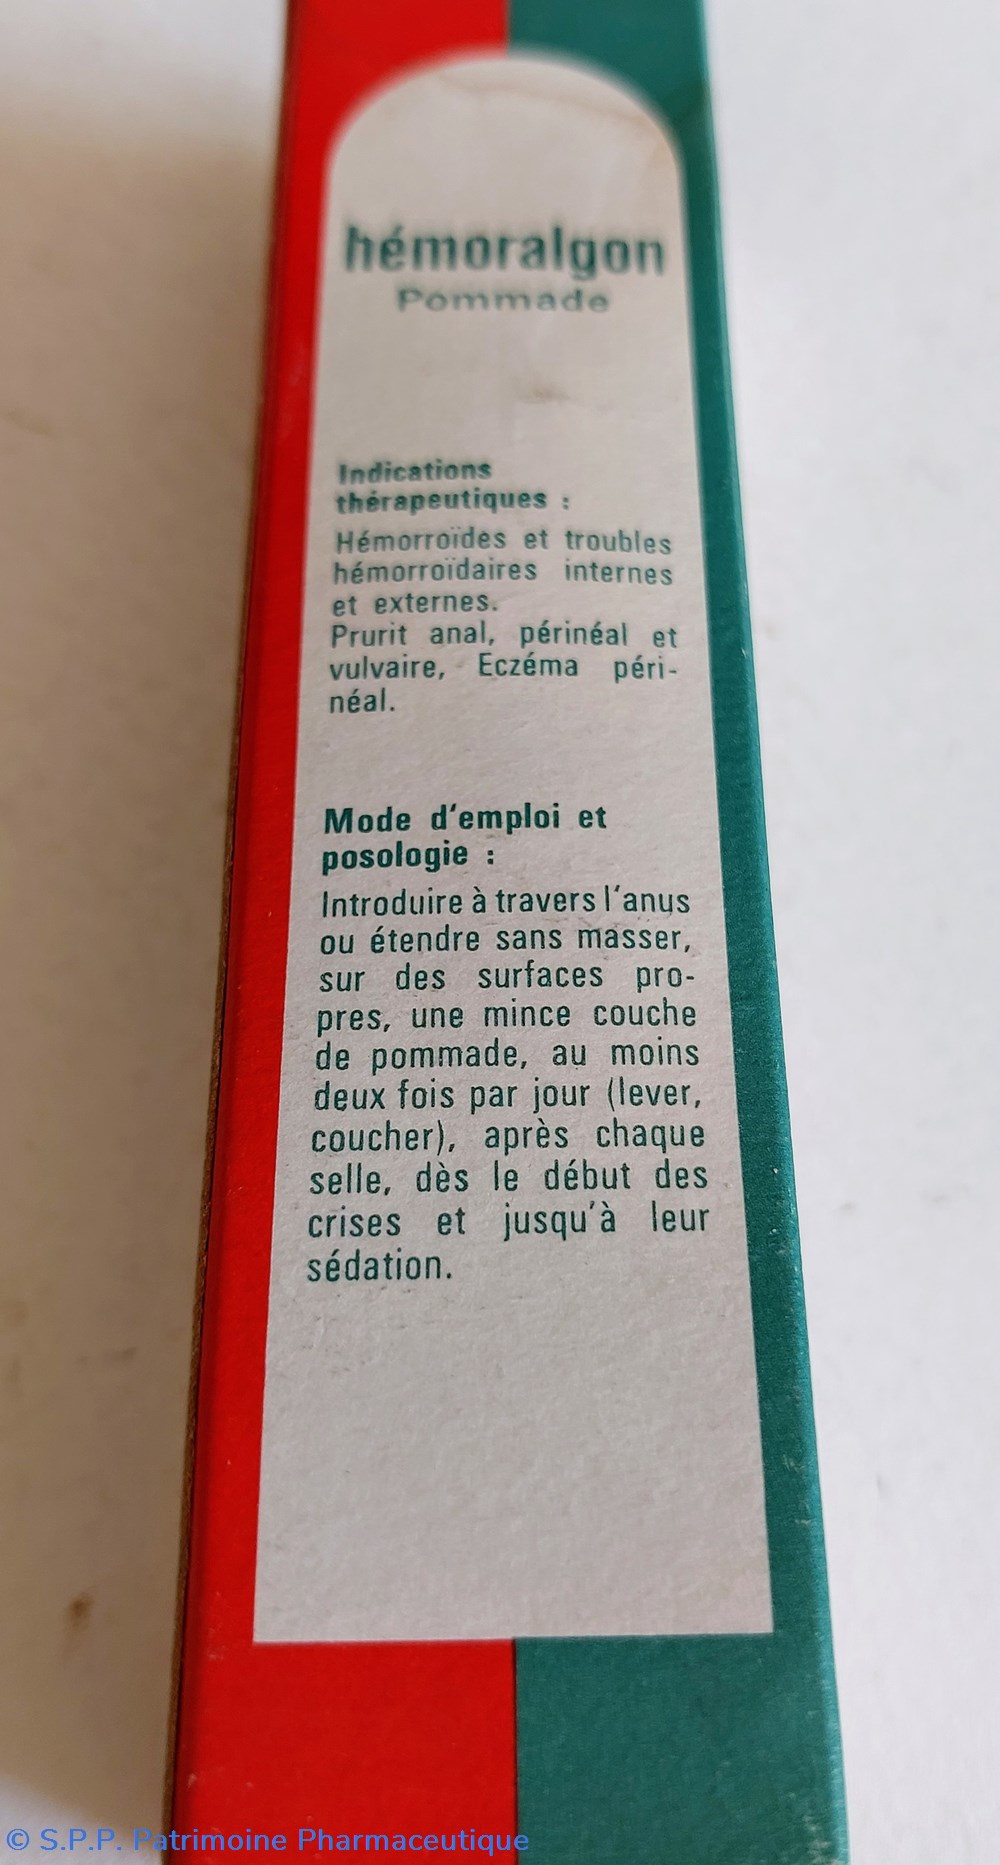 hémoralgon
Pommade
Indications
thérapeutiques :
Hémorroïdes et troubles
hémorroïdaires internes
et externes.
Prurit anal, périnéal et
vulvaire, Eczéma péri-
néal.
Mode d'emploi et
posologie :
Introduire à travers l'anus
ou étendre sans masser,
sur des surfaces pro-
pres, une mince couche
de pommade, au moins
deux fois par jour (lever,
coucher), après chaque
selle, dès le début des
crises et jusqu'à leur
sédation.
© S.P.P. Patrimoine Pharmaceutique